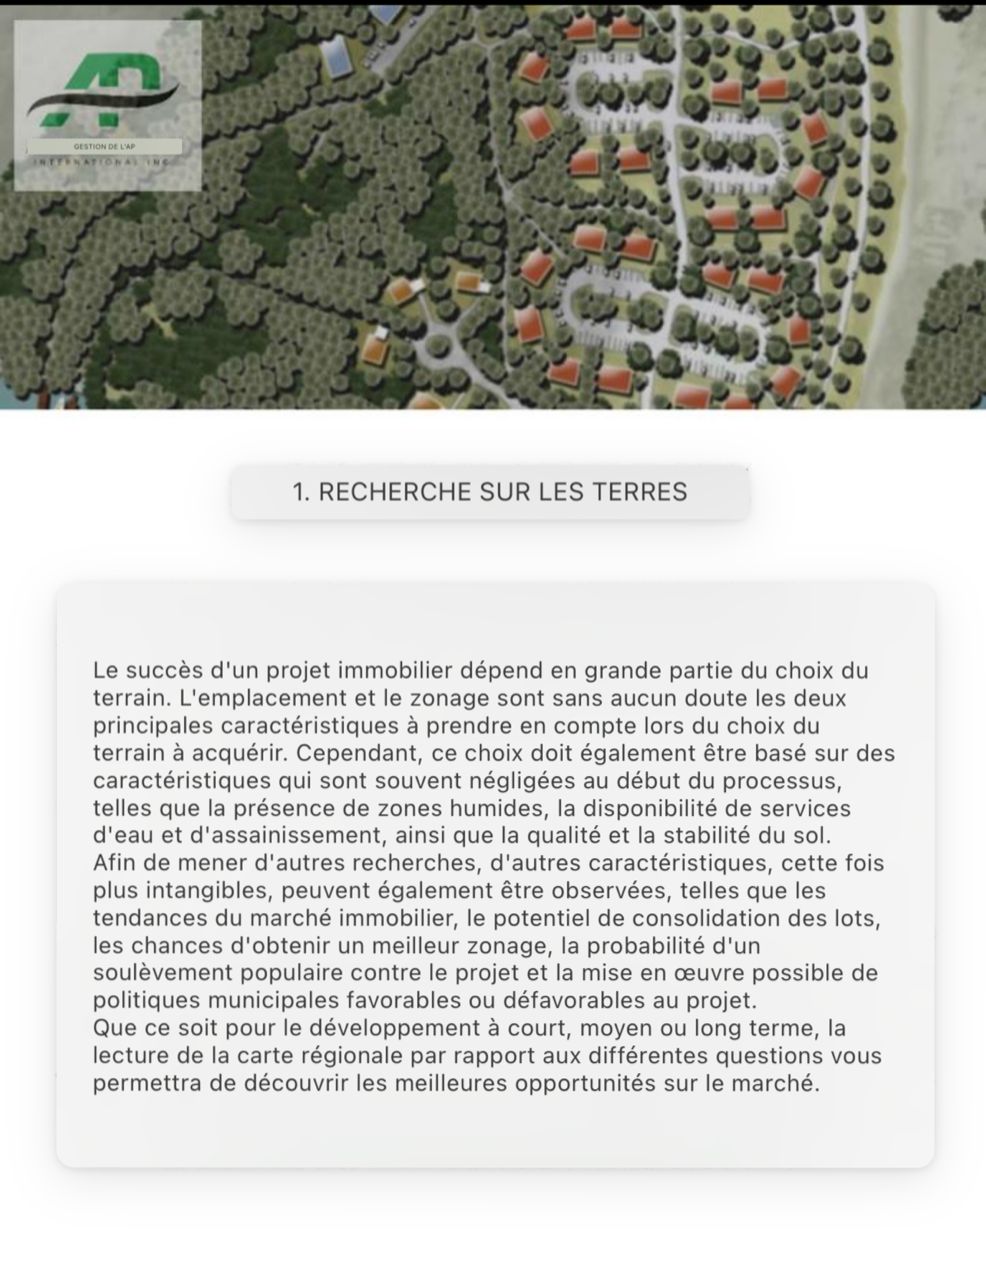 GESTION DE L'AP
INTERNATIONAL INC
1. RECHERCHE SUR LES TERRES
Le succès d'un projet immobilier dépend en grande partie du choix du
terrain. L'emplacement et le zonage sont sans aucun doute les deux
principales caractéristiques à prendre en compte lors du choix du
terrain à acquérir. Cependant, ce choix doit également être basé sur des
caractéristiques qui sont souvent négligées au début du processus,
telles que la présence de zones humides, la disponibilité de services
d'eau et d'assainissement, ainsi que la qualité et la stabilité du sol.
Afin de mener d'autres recherches, d'autres caractéristiques, cette fois
plus intangibles, peuvent également être observées, telles que les
tendances du marché immobilier, le potentiel de consolidation des lots,
les chances d'obtenir un meilleur zonage, la probabilité d'un
soulèvement populaire contre le projet et la mise en œuvre possible de
politiques municipales favorables ou défavorables au projet.
Que ce soit pour le développement à court, moyen ou long terme, la
lecture de la carte régionale par rapport aux différentes questions vous
permettra de découvrir les meilleures opportunités sur le marché.